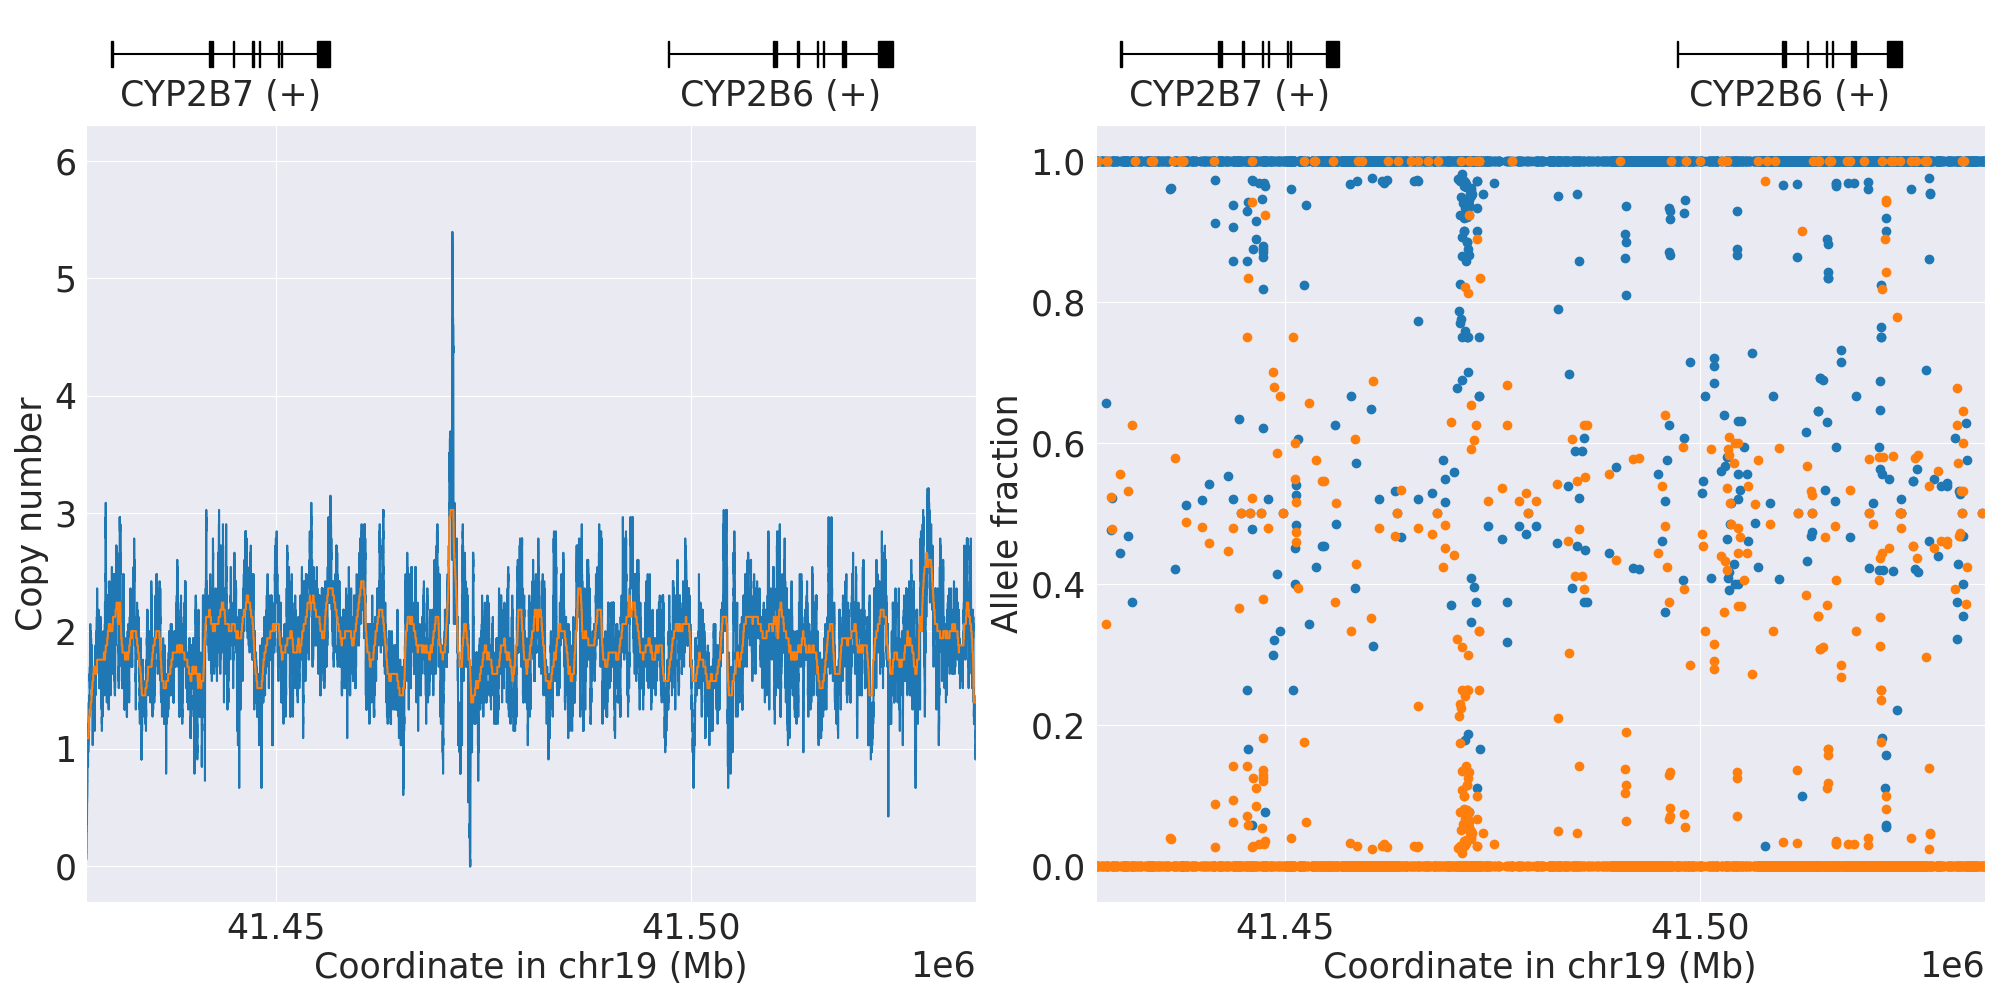 CYP2B7 (+) CYP2B6 (+)
6
5
4
3
2
1
0
Copy number
41.45 41.50
Coordinate in chr19 (Mb) 1e6
CYP2B7 (+) CYP2B6 (+)
1.0
0.8
0.6
0.4
0.2
0.0
Allele fraction
41.45 41.50
Coordinate in chr19 (Mb) 1e6